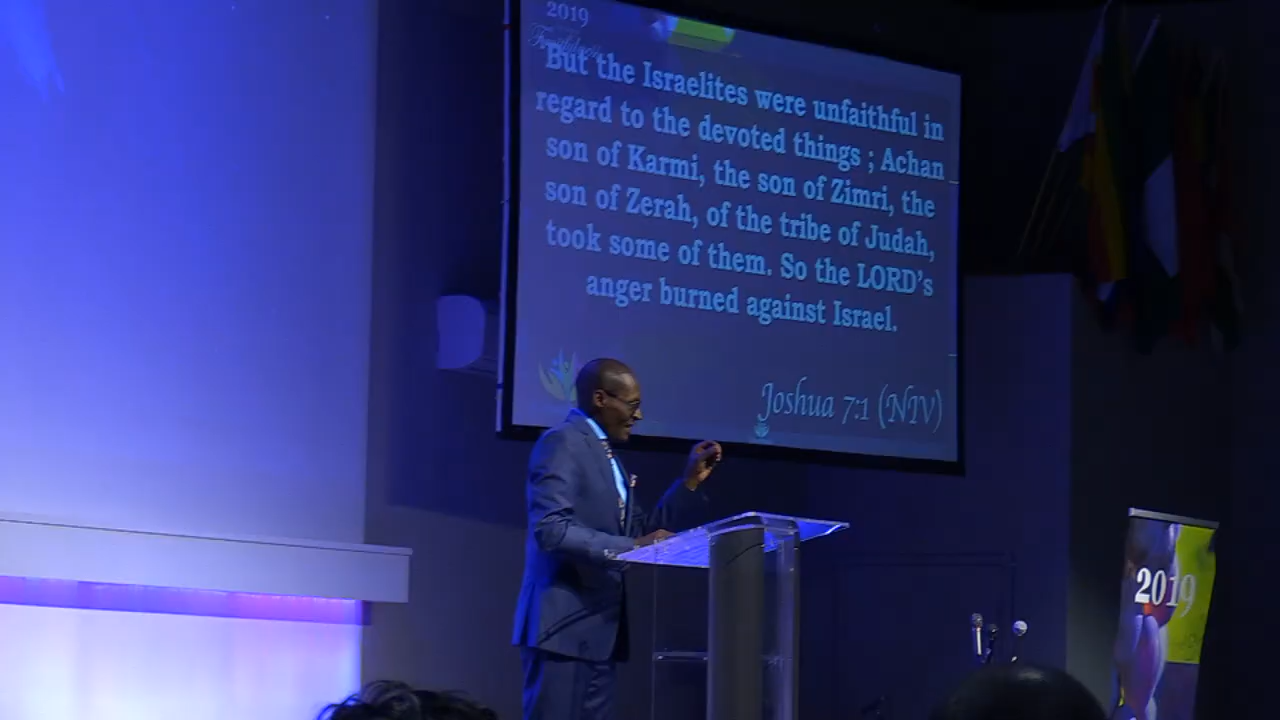 2019
But the Israelites were unfaithful in
regard to the devoted things ; Achan
son of Karmi, the son of Zimri, the
son of Zerah, of the tribe of Judah,
took some of them. So the LORD's
anger burned against Israel.
Joshua 7:1 (NIV)
2019